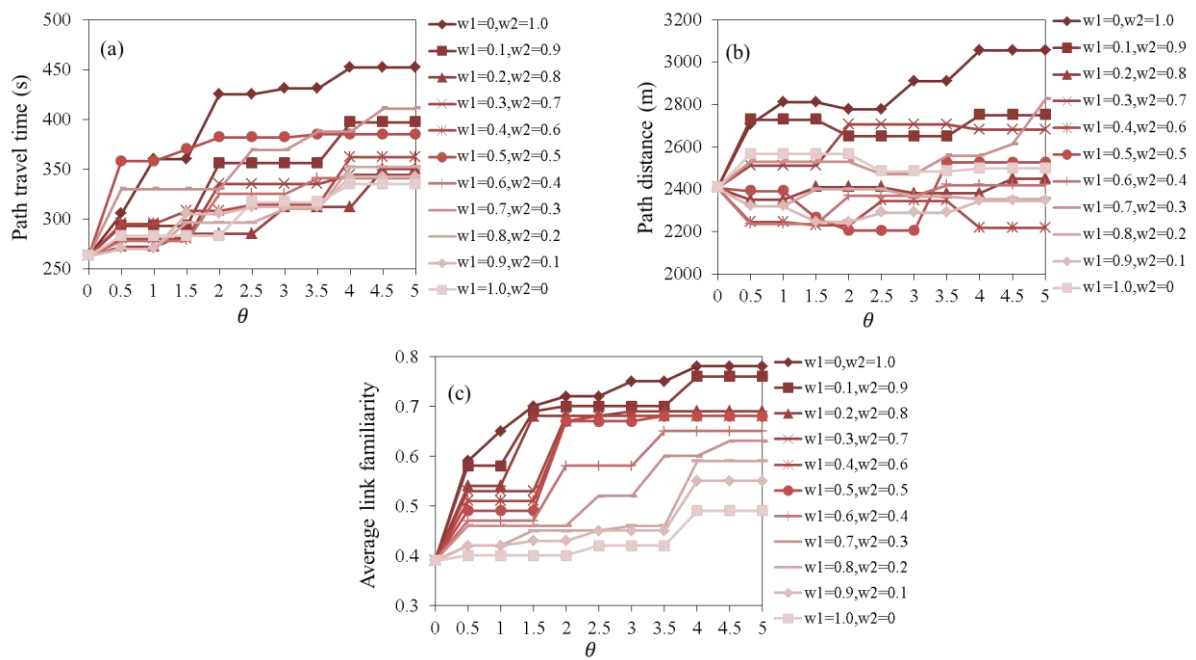 (a)
Path travel time (s)
500
450
400
350
300
250
0 0.5 1 1.5 2 2.5 3 3.5 4 4.5 5
θ
w1=0,w2=1.0
w1=0.1,w2=0.9
w1=0.2,w2=0.8
w1=0.3,w2=0.7
w1=0.4,w2=0.6
w1=0.5,w2=0.5
w1=0.6,w2=0.4
w1=0.7,w2=0.3
w1=0.8,w2=0.2
w1=0.9,w2=0.1
w1=1.0,w2=0
(b)
Path distance (m)
3200
3000
2800
2600
2400
2200
2000
0 0.5 1 1.5 2 2.5 3 3.5 4 4.5 5
θ
w1=0,w2=1.0
w1=0.1,w2=0.9
w1=0.2,w2=0.8
w1=0.3,w2=0.7
w1=0.4,w2=0.6
w1=0.5,w2=0.5
w1=0.6,w2=0.4
w1=0.7,w2=0.3
w1=0.8,w2=0.2
w1=0.9,w2=0.1
w1=1.0,w2=0
(c)
Average link familiarity
0.8
0.7
0.6
0.5
0.4
0.3
0 0.5 1 1.5 2 2.5 3 3.5 4 4.5 5
θ
w1=0,w2=1.0
w1=0.1,w2=0.9
w1=0.2,w2=0.8
w1=0.3,w2=0.7
w1=0.4,w2=0.6
w1=0.5,w2=0.5
w1=0.6,w2=0.4
w1=0.7,w2=0.3
w1=0.8,w2=0.2
w1=0.9,w2=0.1
w1=1.0,w2=0